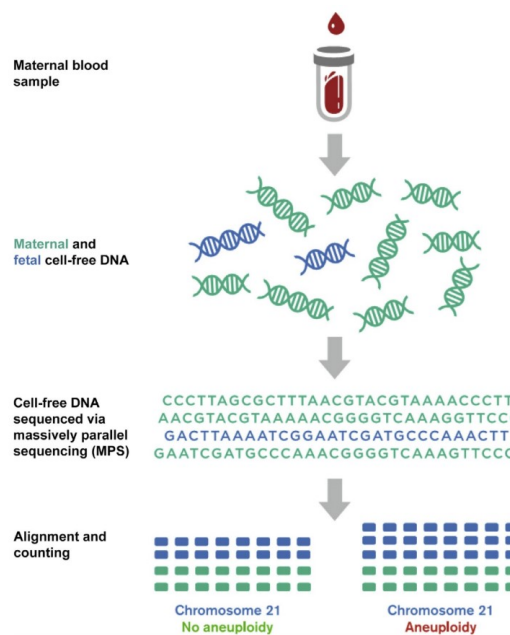 Maternal blood
sample
Maternal and
fetal cell-free DNA
Cell-free DNA
sequenced via
massively parallel
sequencing (MPS)
CCCTTAGCGCTTTAACGTACGTAAAACCCTT
AACGTACGTAAAAACGGGGTCAAAGGTTCC
GACTTAAAATCGGAATCGATGCCCAAACTT
GAATCGATGCCCAAACGGGGTCAAAGTTCCC
Alignment and
counting
Chromosome 21
No aneuploidy
Chromosome 21
Aneuploidy